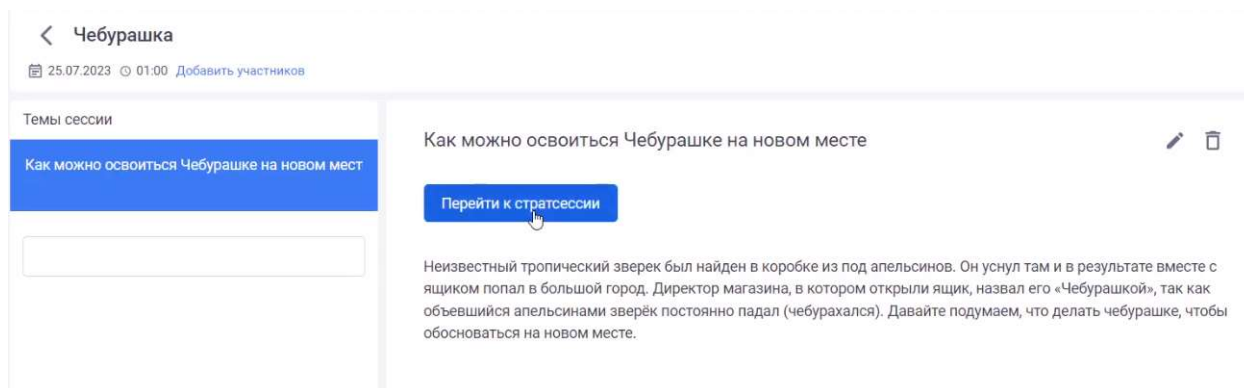 Чебурашка
25.07.2023 01:00 Добавить участников
Темы сессии
Как можно освоиться Чебурашке на новом мест
Как можно освоиться Чебурашке на новом месте
Перейти к стратсессии
Неизвестный тропический зверек был найден в коробке из под апельсинов. Он уснул там и в результате вместе с
ящиком попал в большой город. Директор магазина, в котором открыли ящик, назвал его «Чебурашкой», так как
объевшийся апельсинами зверёк постоянно падал (чебурахался). Давайте подумаем, что делать чебурашке, чтобы
обосноваться на новом месте.